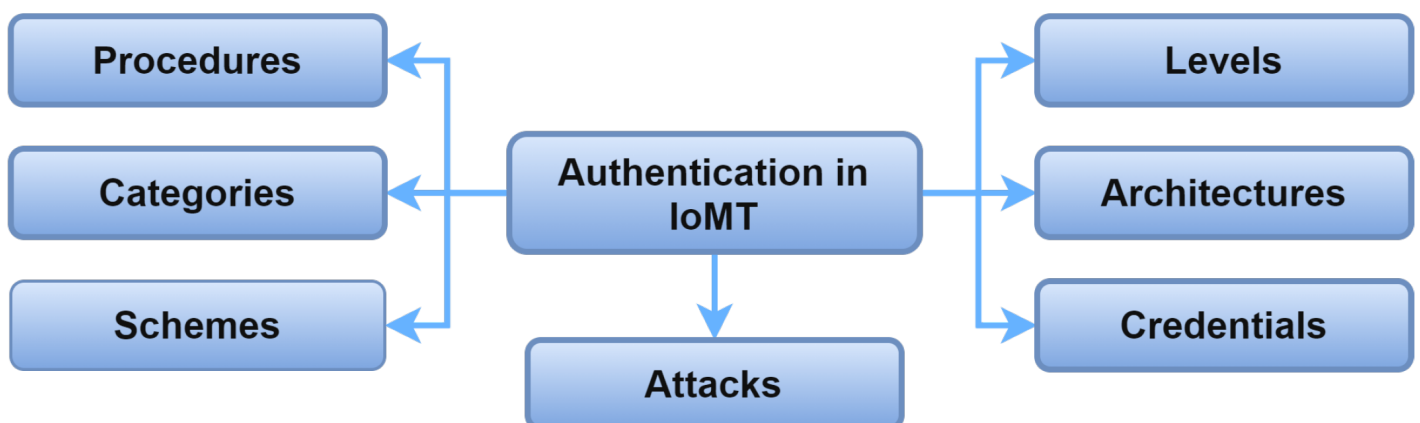 Procedures
Levels
Categories
Authentication in
IoMT
Architectures
Schemes
Credentials
Attacks